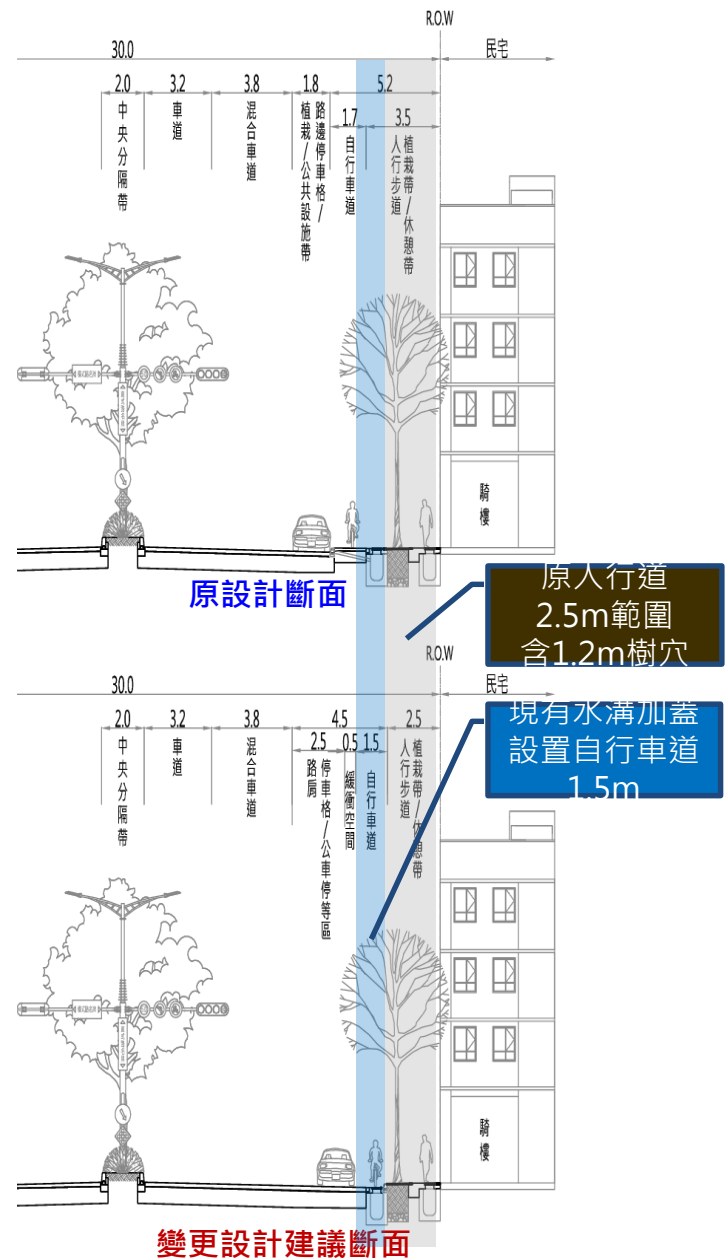 R.O.W
30.0
民宅
2.0
3.2
3.8
1.8
5.2
1.7
3.5
中央分隔帶
車道
混合車道
路邊停車格/
植栽/公共設施帶
自行車道
植栽帶/休憩帶
人行步道
騎樓
原設計斷面
原人行道
2.5m範圍
含1.2m樹穴
R.O.W
30.0
民宅
現有水溝加蓋
設置自行車道
1.5m
2.0
3.2
3.8
4.5
2.5
2.5
0.5
1.5
中央分隔帶
車道
混合車道
停車格/公車停等區
路肩
緩衝空間
自行車道
植栽帶/休憩帶
人行步道
騎樓
變更設計建議斷面